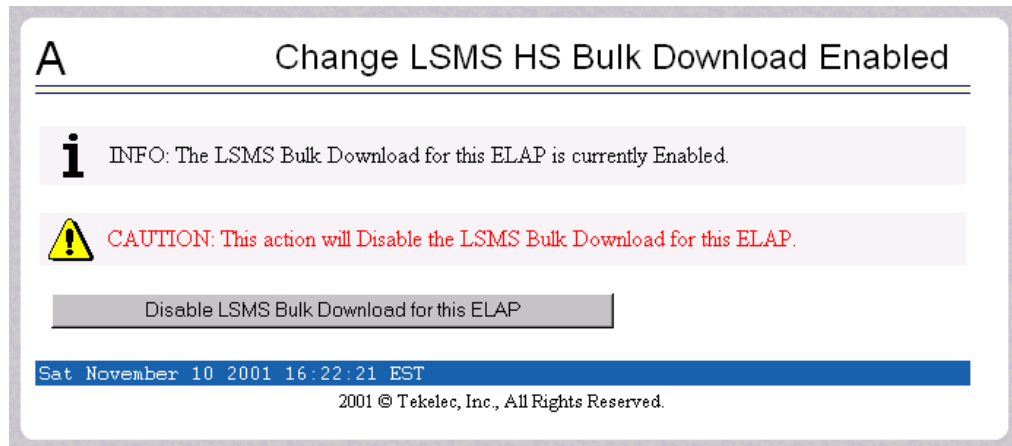 A
Change LSMS HS Bulk Download Enabled
i
INFO: The LSMS Bulk Download for this ELAP is currently Enabled.
CAUTION: This action will Disable the LSMS Bulk Download for this ELAP.
Disable LSMS Bulk Download for this ELAP
Sat November 10 2001 16:22:21 EST
2001 © Tekelec, Inc., All Rights Reserved.